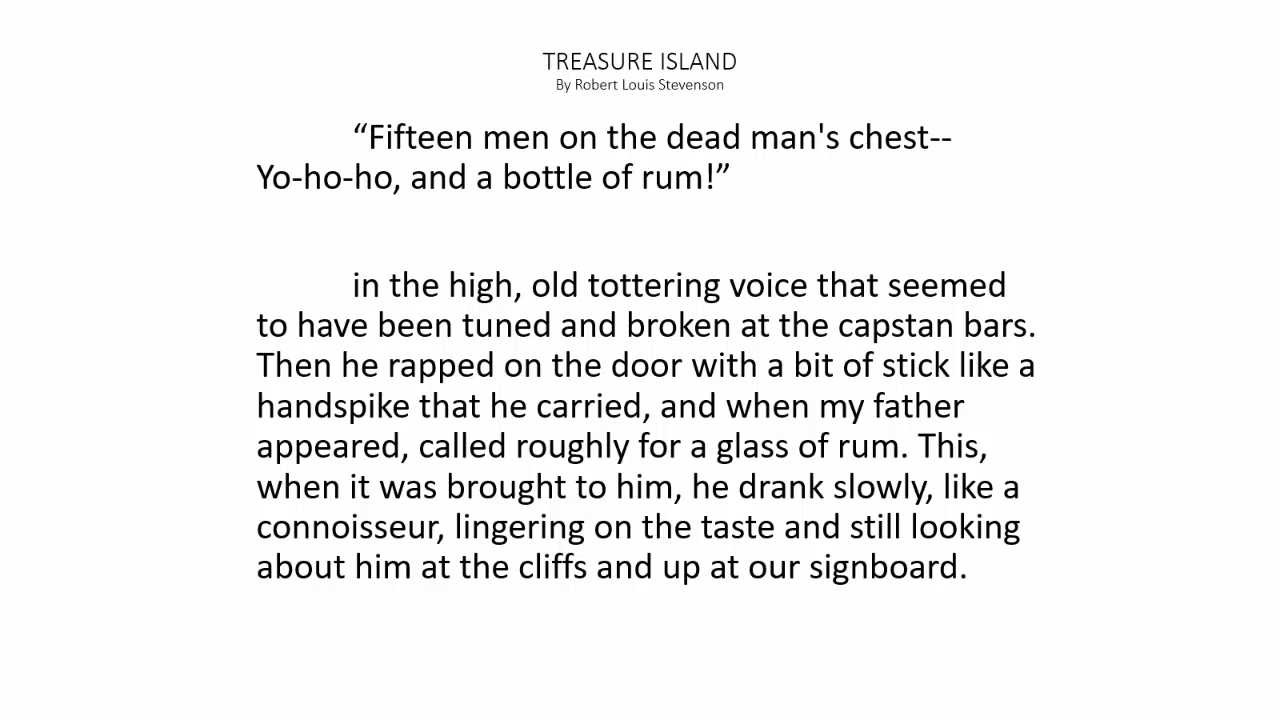 TREASURE ISLAND
By Robert Louis Stevenson
“Fifteen men on the dead man's chest--
Yo-ho-ho, and a bottle of rum!”
in the high, old tottering voice that seemed
to have been tuned and broken at the capstan bars.
Then he rapped on the door with a bit of stick like a
handspike that he carried, and when my father
appeared, called roughly for a glass of rum. This,
when it was brought to him, he drank slowly, like a
connoisseur, lingering on the taste and still looking
about him at the cliffs and up at our signboard.